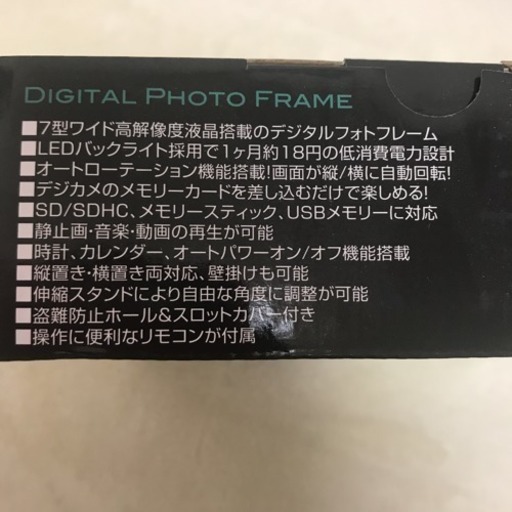 DIGITAL PHOTO FRAME
■7型ワイド高解像度液晶搭載のデジタルフォトフレーム
■LEDバックライト採用で1ヶ月約18円の低消費電力設計
■オートローテーション機能搭載!画面が縦/横に自動回転!
■デジカメのメモリーカードを差し込むだけで楽しめる!
■SD/SDHC、メモリースティック、USBメモリーに対応
■静止画・音楽・動画の再生が可能
■時計、カレンダー、オートパワーオン/オフ機能搭載
■縦置き・横置き両対応、壁掛けも可能
■伸縮スタンドにより自由な角度に調整が可能
■盗難防止ホール&スロットカバー付き
■操作に便利なリモコンが付属